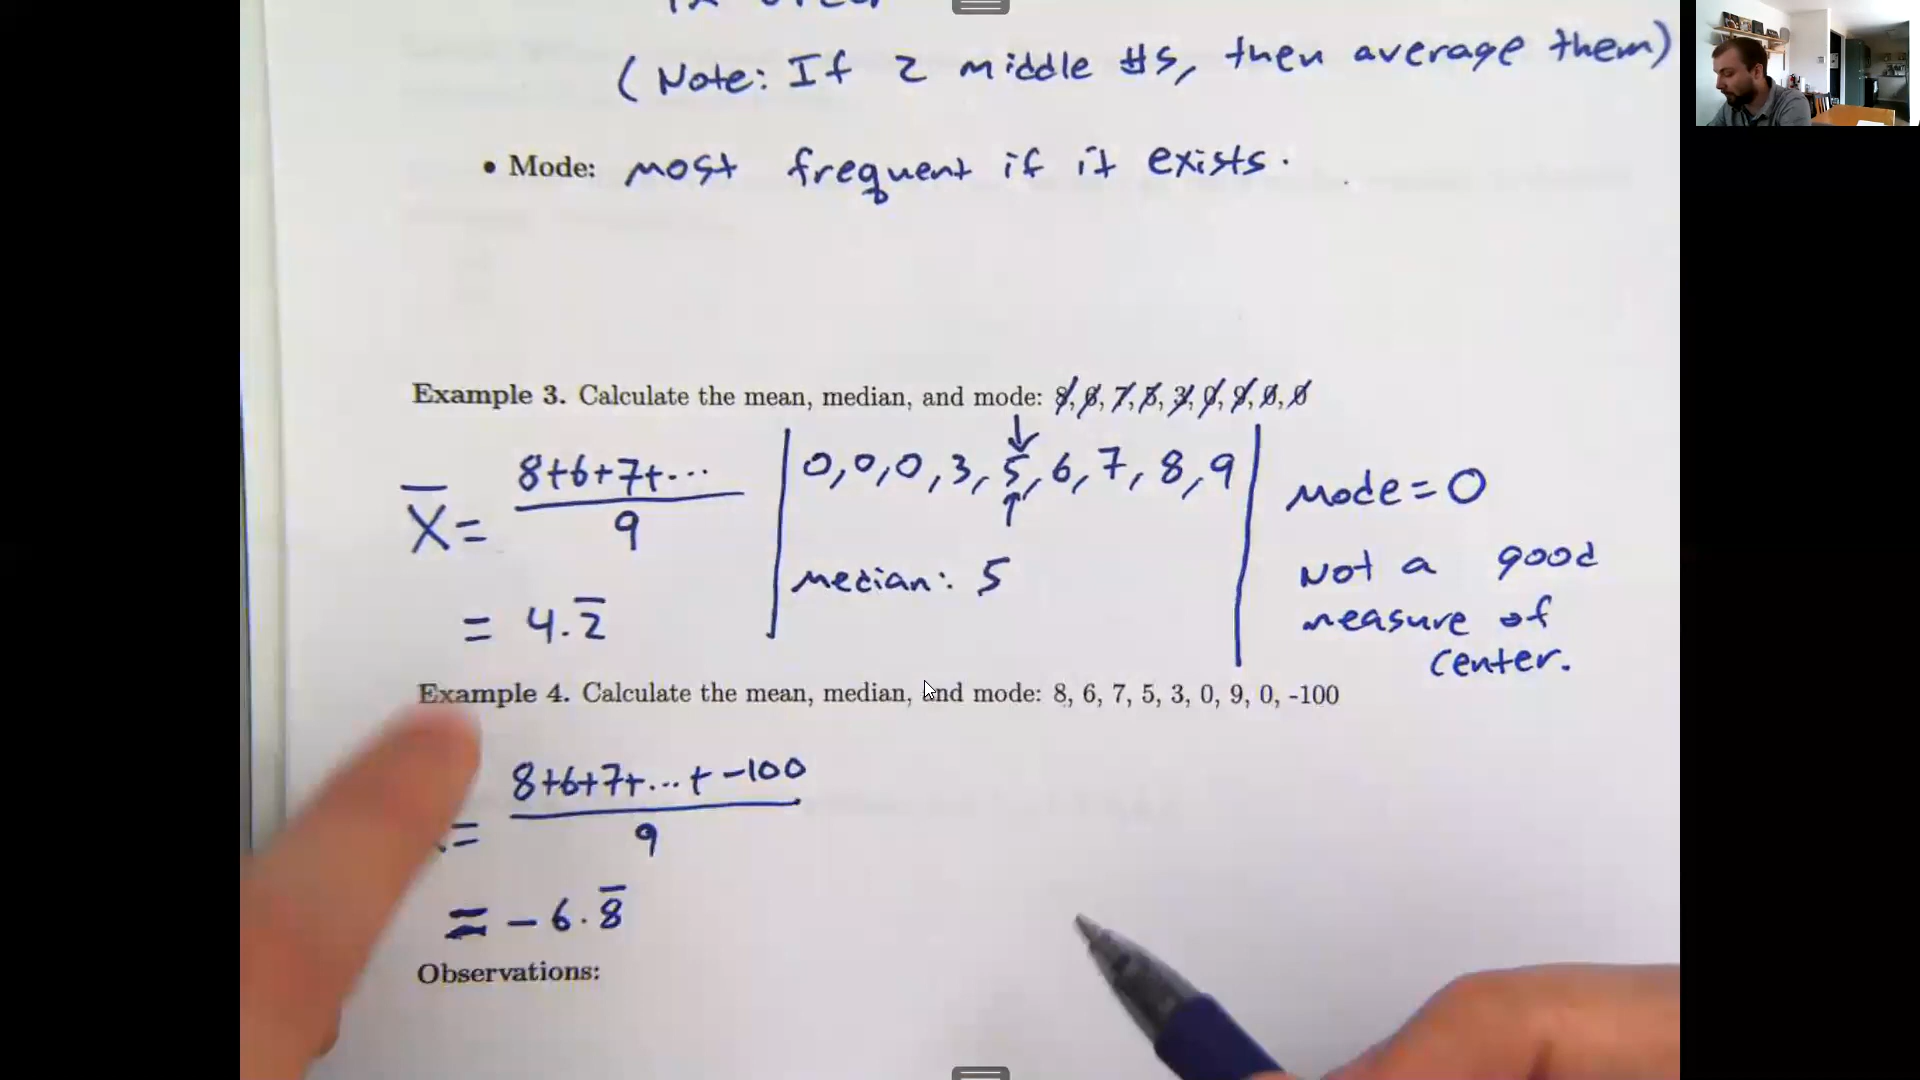 (Note: If 2 middle #s, then average them)
• Mode: most frequent if it exists.
Example 3. Calculate the mean, median, and mode: 8, 6, 7, 5, 3, 0, 9, 0, 0
X̅ = 8+6+7+... / 9
= 4.2̅
0, 0, 0, 3, 5, 6, 7, 8, 9
median: 5
mode = 0
Not a good
measure of
center.
Example 4. Calculate the mean, median, and mode: 8, 6, 7, 5, 3, 0, 9, 0, -100
= 8+6+7+...+ -100 / 9
= -6.8̅
Observations: